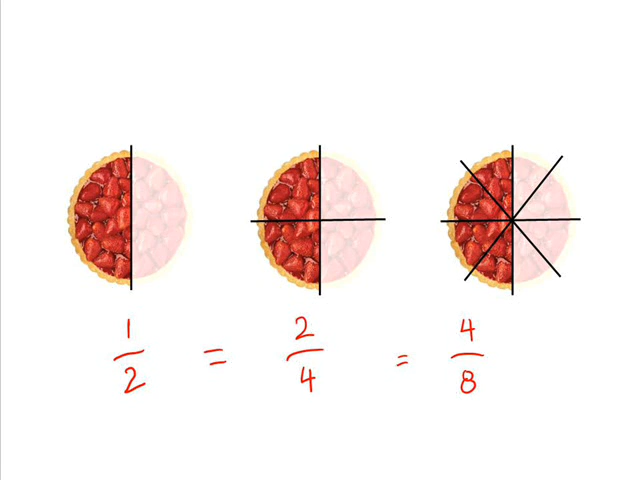 1/2 = 2/4 = 4/8